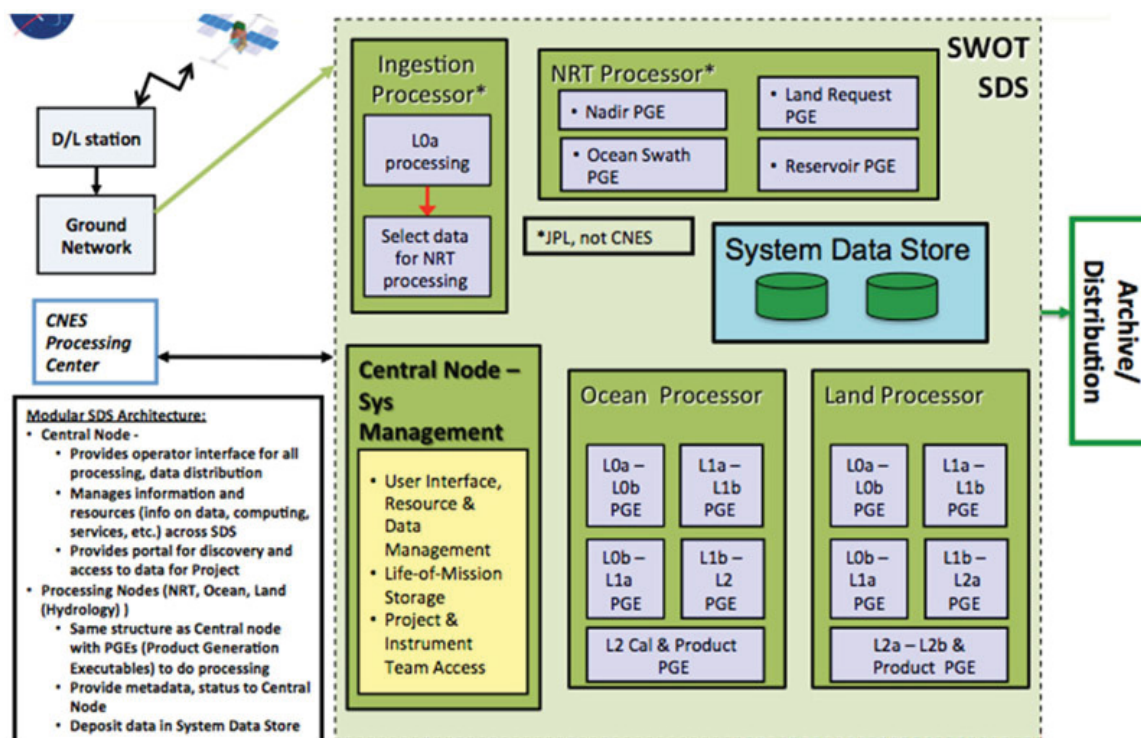 SWOT
SDS
D/L station
Ground
Network
CNES
Processing
Center
Modular SDS Architecture:
• Central Node -
• Provides operator interface for all
processing, data distribution
• Manages information and
resources (info on data, computing,
services, etc.) across SDS
• Provides portal for discovery and
access to data for Project
• Processing Nodes (NRT, Ocean, Land
(Hydrology) )
• Same structure as Central node
with PGEs (Product Generation
Executables) to do processing
• Provide metadata, status to Central
Node
• Deposit data in System Data Store
Ingestion
Processor*
L0a
processing
Select data
for NRT
processing
NRT Processor*
• Nadir PGE
• Ocean Swath
PGE
• Land Request
PGE
• Reservoir PGE
*JPL, not CNES
System Data Store
Central Node –
Sys
Management
• User Interface,
Resource &
Data
Management
• Life-of-Mission
Storage
• Project &
Instrument
Team Access
Ocean Processor
L0a –
L0b
PGE
L1a –
L1b
PGE
L0b –
L1a
PGE
L1b –
L2
PGE
L2 Cal & Product
PGE
Land Processor
L0a –
L0b
PGE
L1a –
L1b
PGE
L0b –
L1a
PGE
L1b –
L2a
PGE
L2a – L2b &
Product PGE
Archive/
Distribution